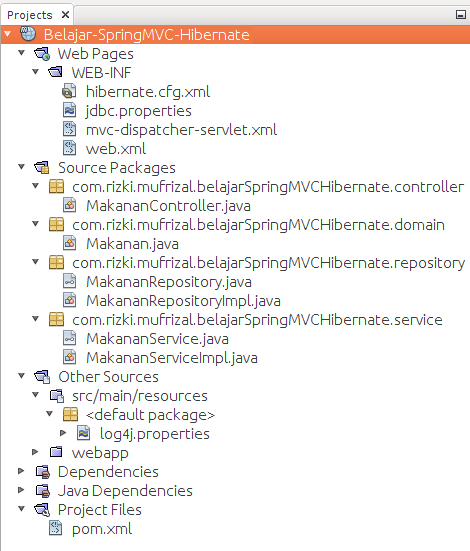 Projects
Belajar-SpringMVC-Hibernate
Web Pages
WEB-INF
hibernate.cfg.xml
jdbc.properties
mvc-dispatcher-servlet.xml
web.xml
Source Packages
com.rizki.mufrizal.belajarSpringMVCHibernate.controller
MakananController.java
com.rizki.mufrizal.belajarSpringMVCHibernate.domain
Makanan.java
com.rizki.mufrizal.belajarSpringMVCHibernate.repository
MakananRepository.java
MakananRepositoryImpl.java
com.rizki.mufrizal.belajarSpringMVCHibernate.service
MakananService.java
MakananServiceImpl.java
Other Sources
src/main/resources
<default package>
log4j.properties
webapp
Dependencies
Java Dependencies
Project Files
pom.xml